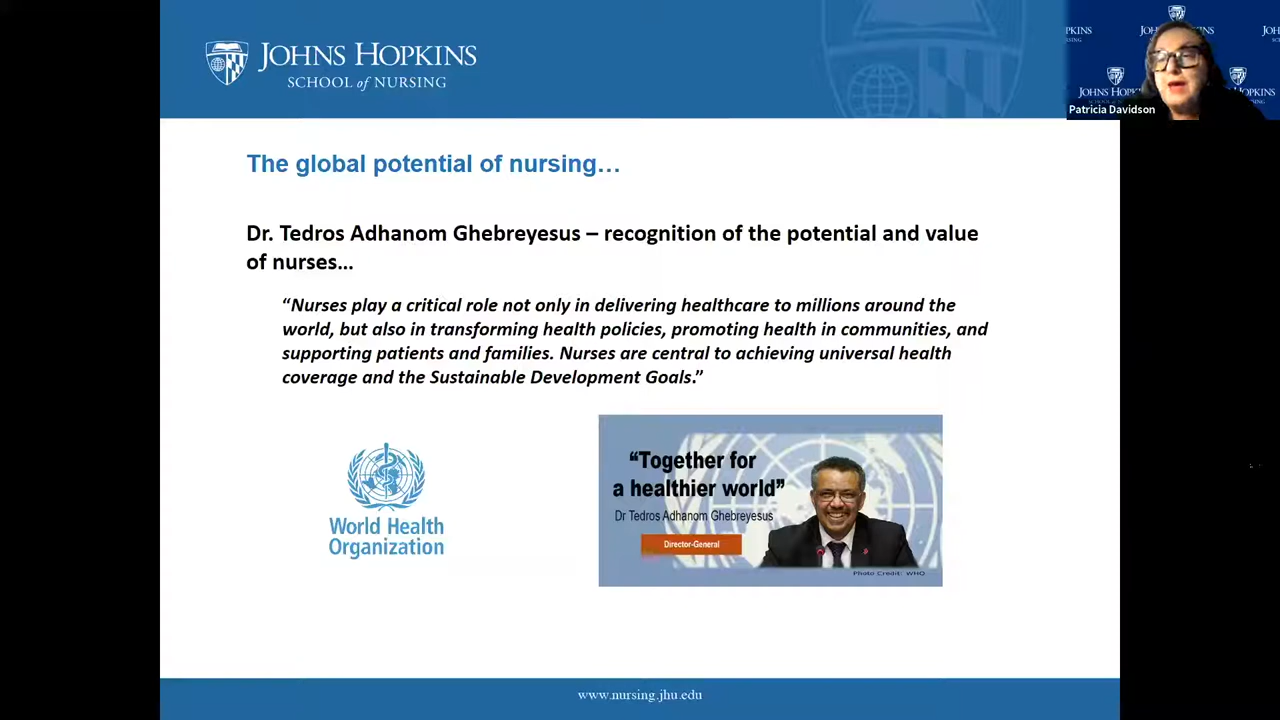 JOHNS HOPKINS
SCHOOL of NURSING
JOHNS HOPKINS
Patricia Davidson
The global potential of nursing…
Dr. Tedros Adhanom Ghebreyesus – recognition of the potential and value
of nurses…
“Nurses play a critical role not only in delivering healthcare to millions around the
world, but also in transforming health policies, promoting health in communities, and
supporting patients and families. Nurses are central to achieving universal health
coverage and the Sustainable Development Goals.”
World Health
Organization
“Together for
a healthier world”
Dr Tedros Adhanom Ghebreyesus
Director-General
Photo Credit: WHO
www.nursing.jhu.edu